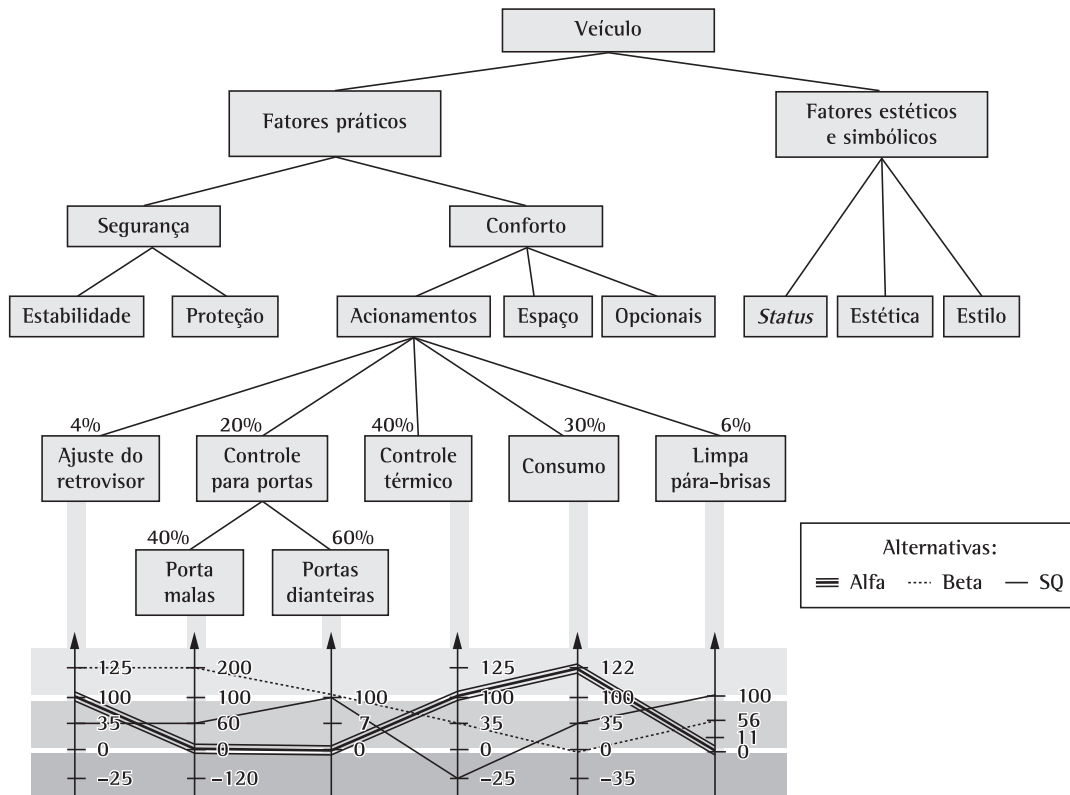 Veículo
Fatores práticos
Fatores estéticos
e simbólicos
Segurança
Conforto
Estabilidade
Proteção
Acionamentos
Espaço
Opcionais
Status
Estética
Estilo
4%
20%
40%
30%
6%
Ajuste do
retrovisor
Controle
para portas
Controle
térmico
Consumo
Limpa
pára-brisas
40%
60%
Porta
malas
Portas
dianteiras
Alternativas:
Alfa Beta SQ
125
100
35
0
−25
200
100
60
0
−120
100
7
0
125
100
35
0
−25
122
100
35
0
−35
100
56
11
0